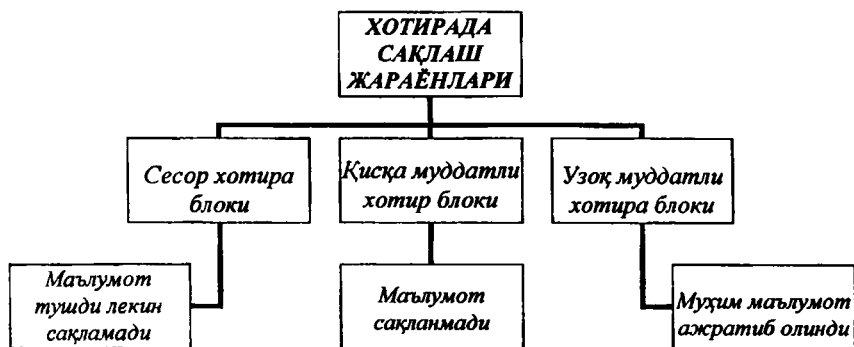 ХОТИРАДА
САҚЛАШ
ЖАРАЁНЛАРИ
Сесор хотира
блоки
Қисқа муддатли
хотир блоки
Узоқ муддатли
хотира блоки
Маълумот
тушди лекин
сақламади
Маълумот
сақланмади
Муҳим маълумот
ажратиб олинди